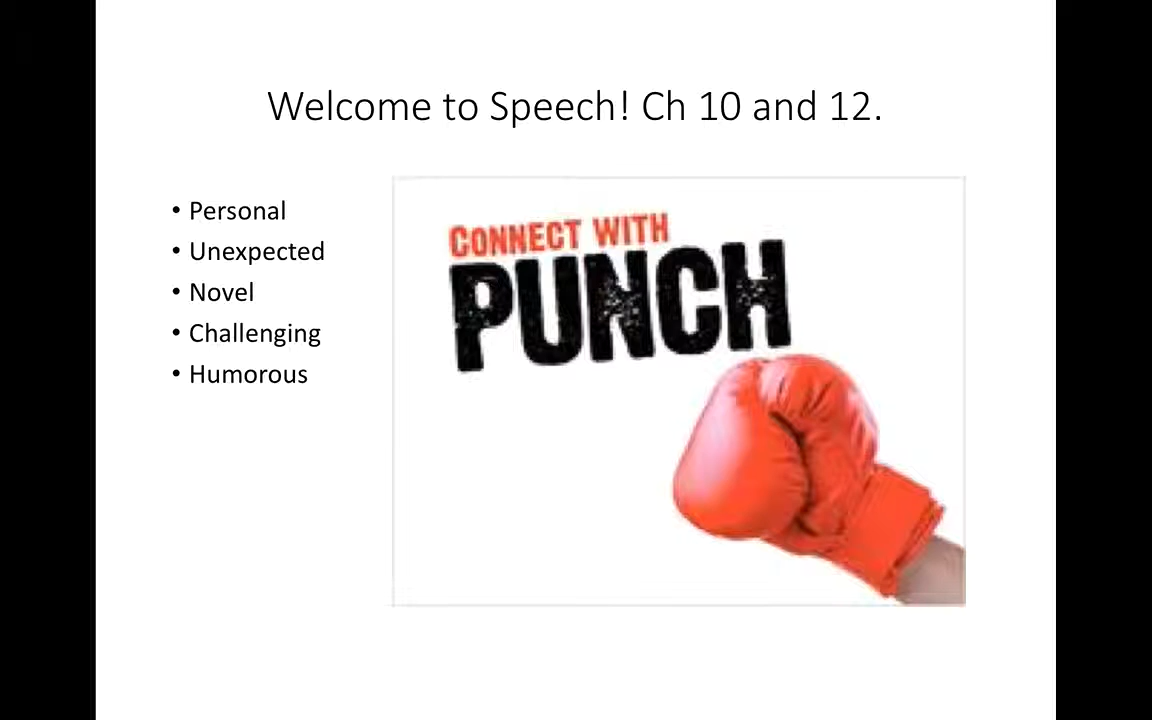 Welcome to Speech! Ch 10 and 12.
• Personal
• Unexpected
• Novel
• Challenging
• Humorous
CONNECT WITH
PUNCH